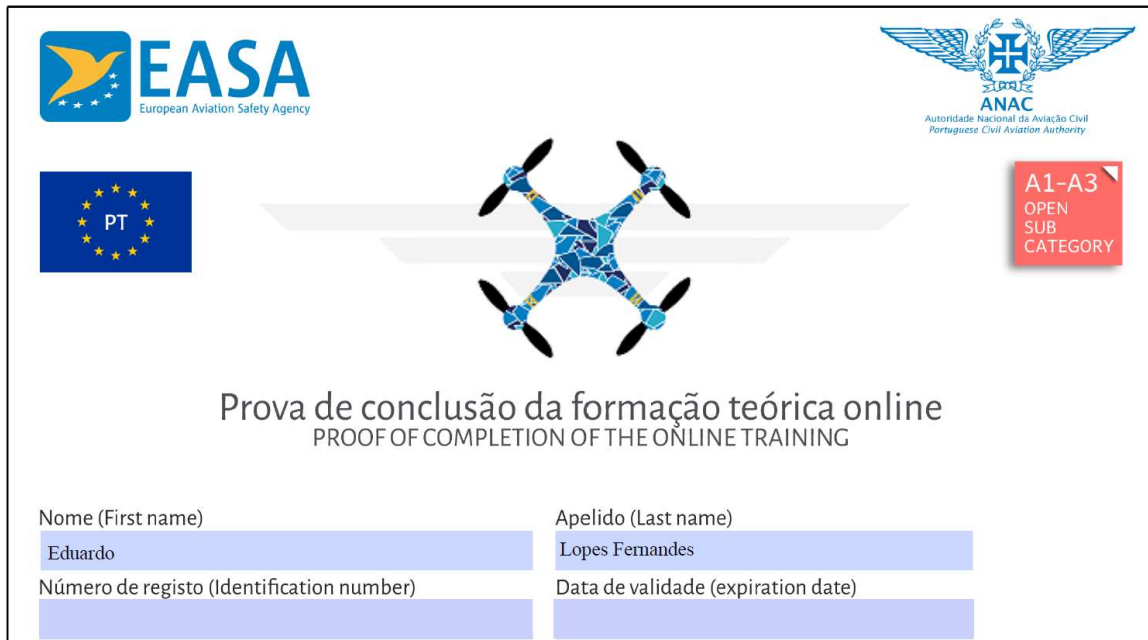 EASA
European Aviation Safety Agency
ANAC
Autoridade Nacional da Aviação Civil
Portuguese Civil Aviation Authority
PT
A1-A3
OPEN
SUB
CATEGORY
Prova de conclusão da formação teórica online
PROOF OF COMPLETION OF THE ONLINE TRAINING
Nome (First name)
Apelido (Last name)
Eduardo
Lopes Fernandes
Número de registo (Identification number)
Data de validade (expiration date)